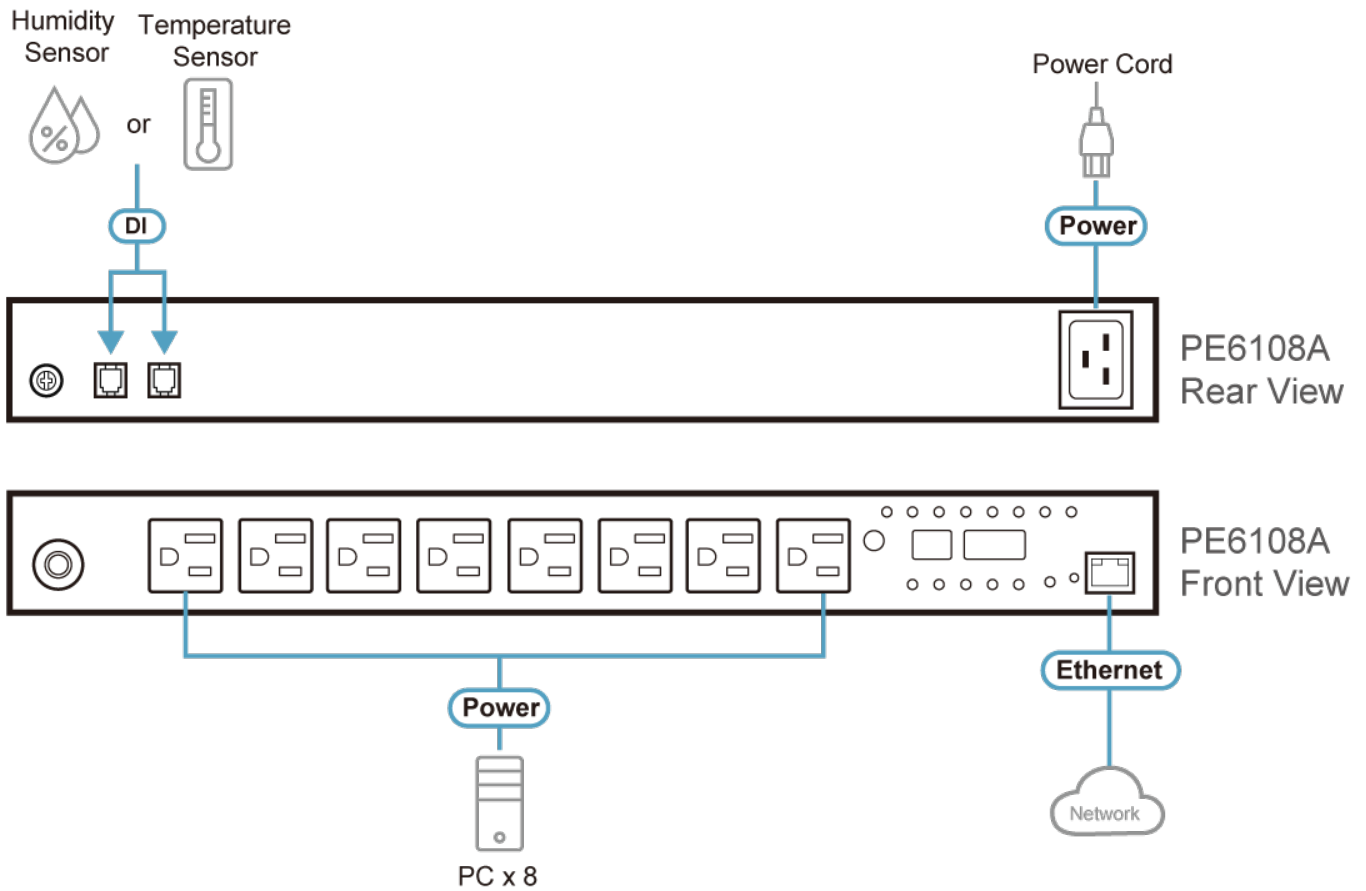 Humidity
Sensor
Temperature
Sensor
or
DI
Power Cord
Power
PE6108A
Rear View
PE6108A
Front View
Power
PC x 8
Ethernet
Network